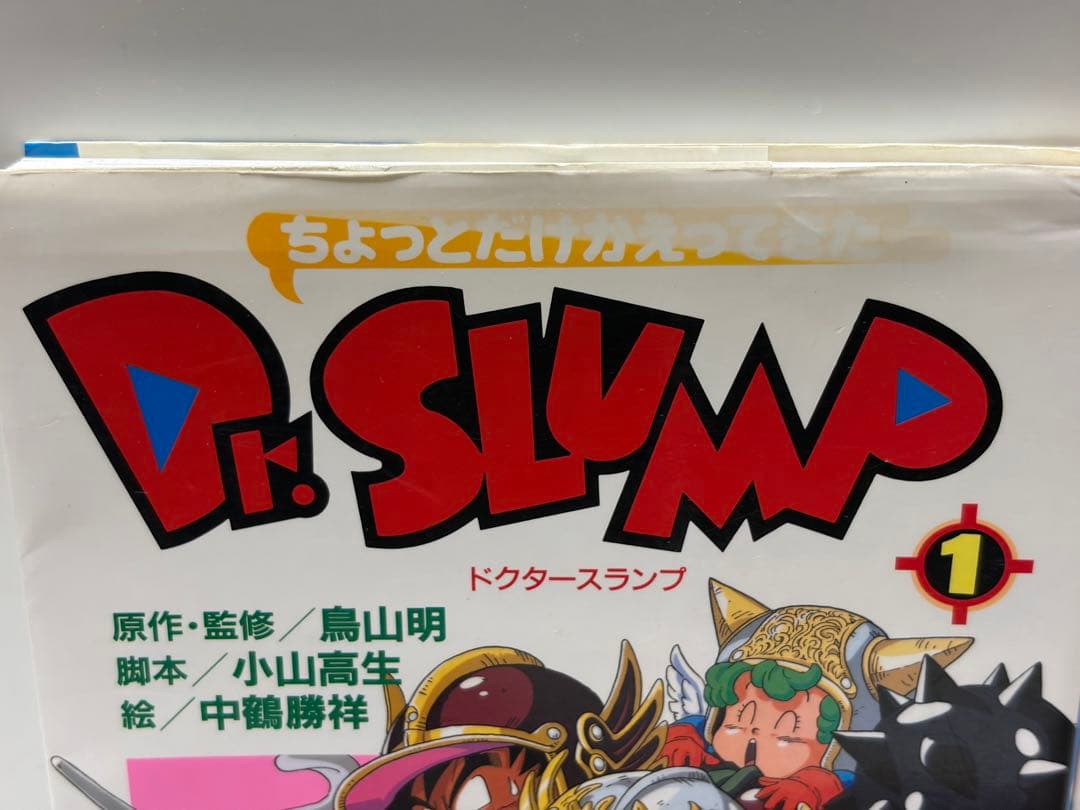 ちょっとだけかえってきた
Dr.SLUMP
ドクタースランプ
1
原作・監修／鳥山明
脚本／小山高生
絵／中鶴勝祥